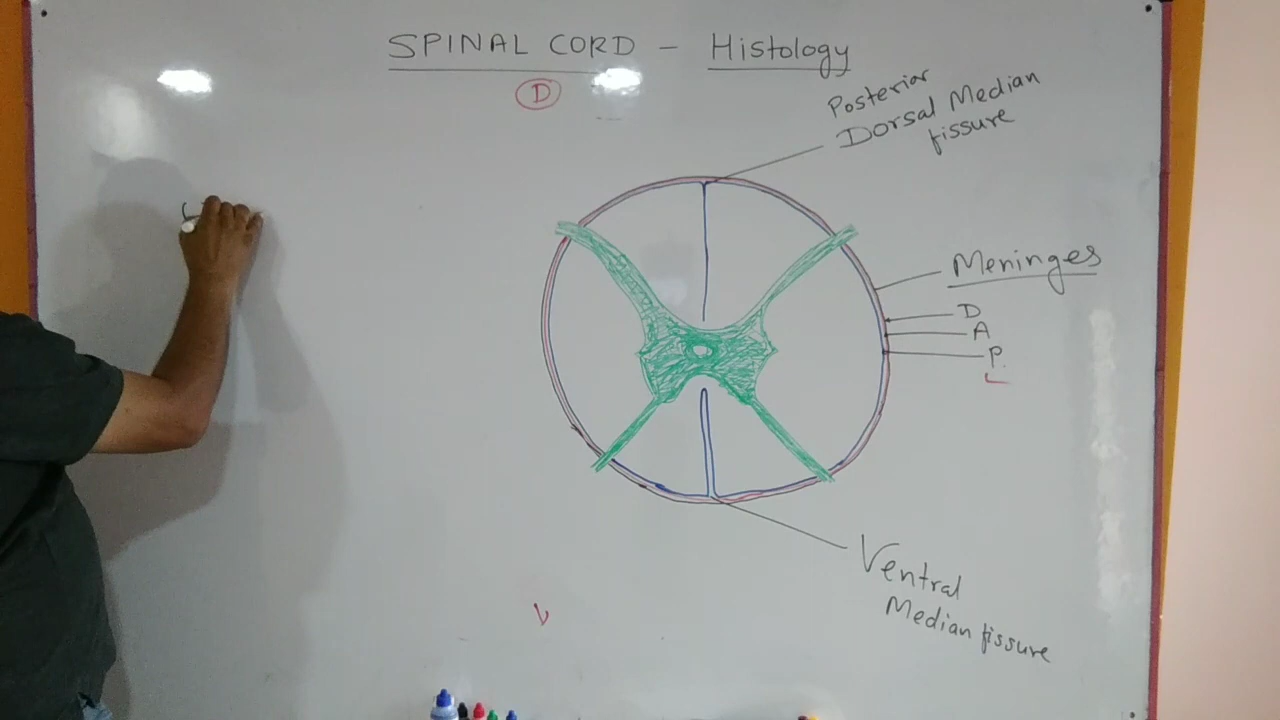 SPINAL CORD - Histology
D
Posterior
Dorsal Median
fissure
Meninges
D
A
P.
Ventral
Median fissure
V